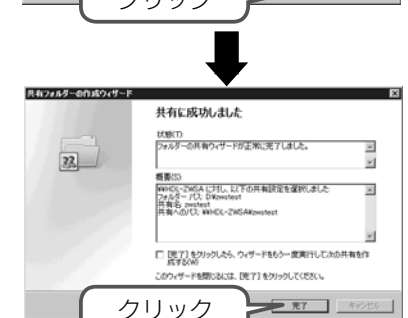 クリック
共有フォルダーの作成ウィザード
共有に成功しました
状態(T)
フォルダーの共有ウィザードが正常に完了しました。
概要(S)
¥¥HDL-ZWSA に対し、以下の共有設定を選択しました
フォルダー パス: D:¥zwstest
共有名: zwstest
共有へのパス: ¥¥HDL-ZWSA¥zwstest
[完了] をクリックしたら、ウィザードをもう一度実行して次の共有を作
成する(W)
このウィザードを閉じるには、[完了] をクリックしてください。
クリック
完了
キャンセル